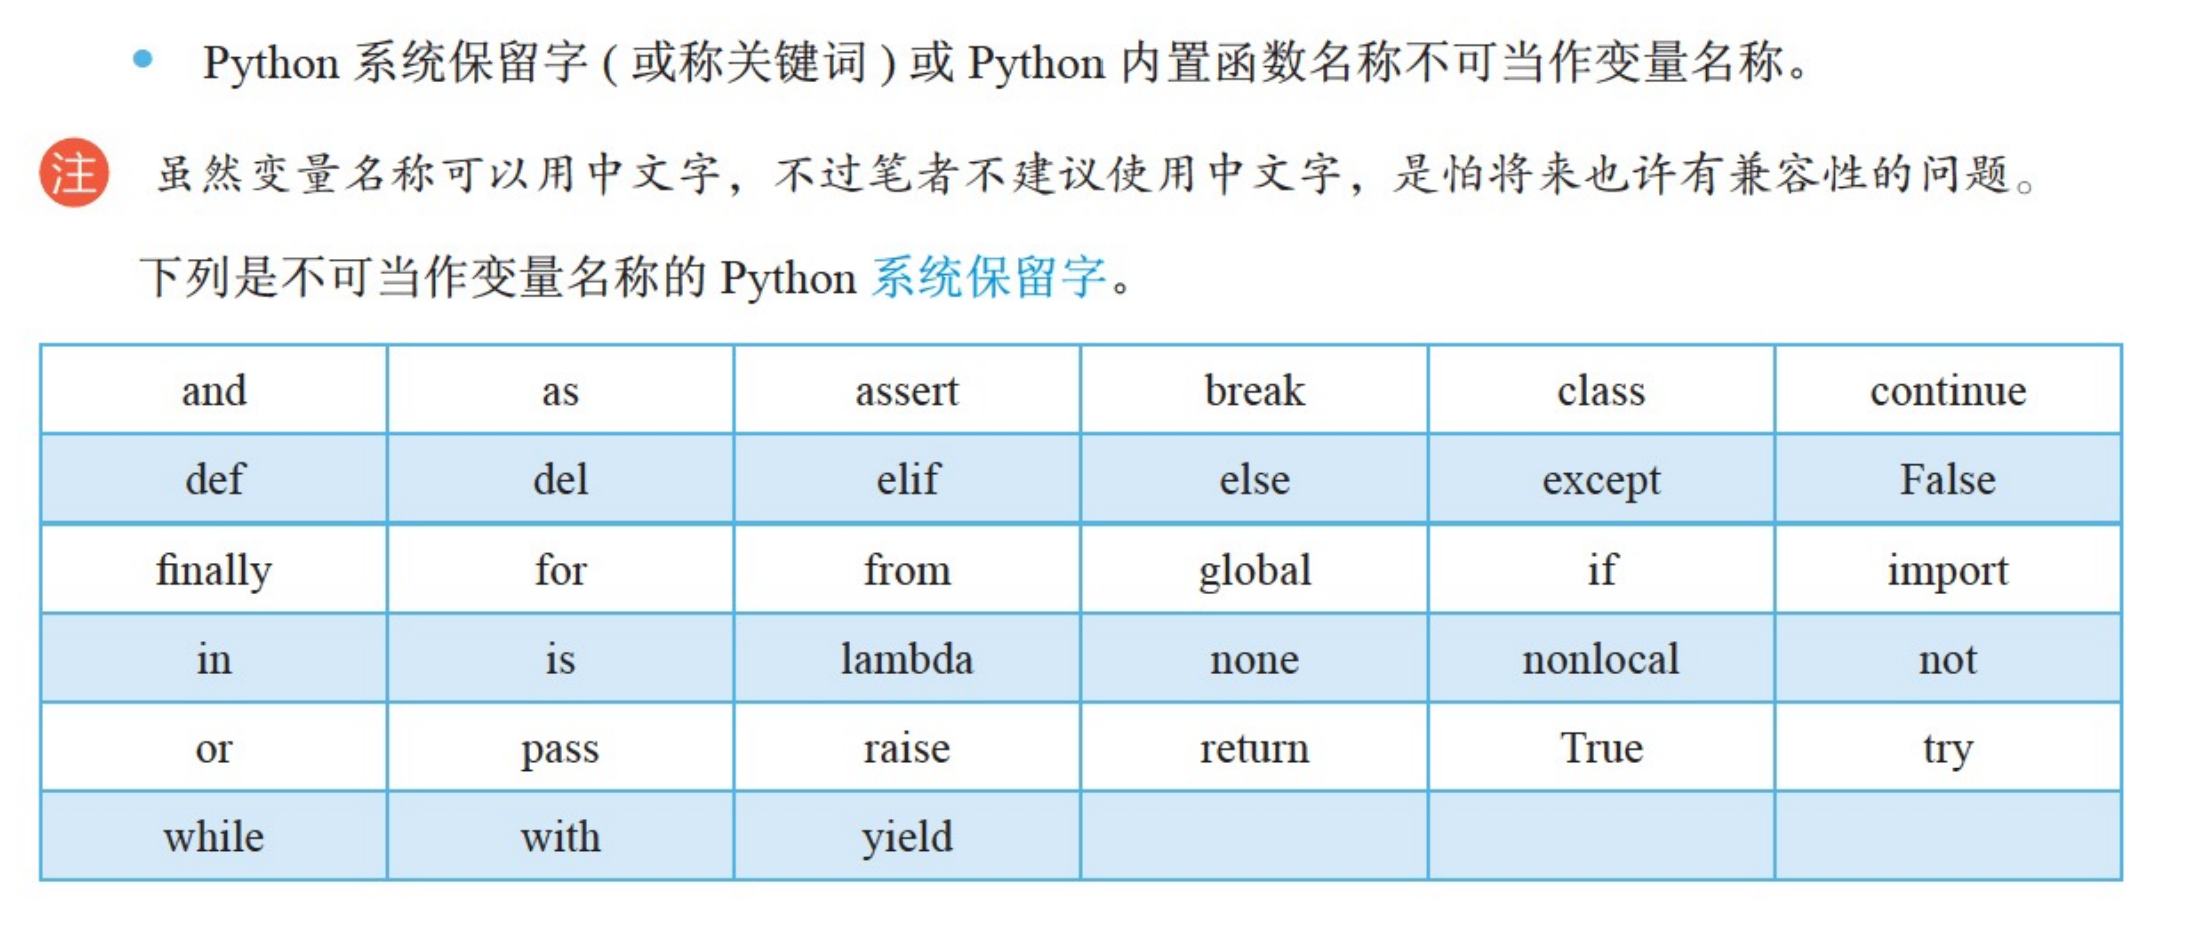 • Python 系统保留字 ( 或称关键词 ) 或 Python 内置函数名称不可当作变量名称。
注 虽然变量名称可以用中文字，不过笔者不建议使用中文字，是怕将来也许有兼容性的问题。
下列是不可当作变量名称的 Python 系统保留字。
and as assert break class continue
def del elif else except False
finally for from global if import
in is lambda none nonlocal not
or pass raise return True try
while with yield